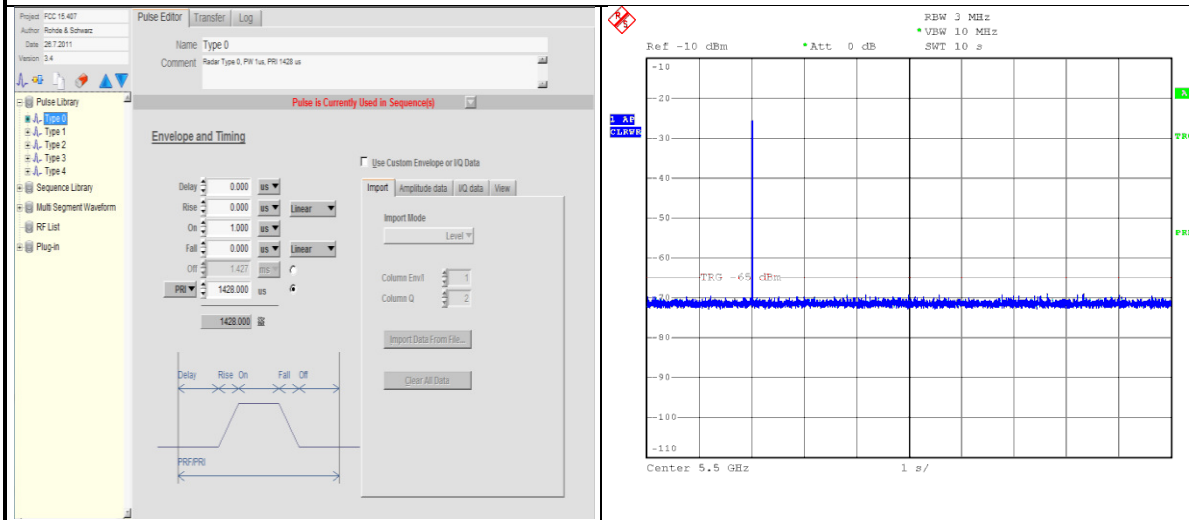 Project FCC 15.407
Author Rohde & Schwarz
Date 26.7.2011
Version 3.4
Pulse Library
Type 0
Type 1
Type 2
Type 3
Type 4
Sequence Library
Multi Segment Waveform
RF List
Plug-in
Pulse Editor Transfer Log
Name Type 0
Comment Radar Type 0, PW 1us, PRI 1428 us
Pulse is Currently Used in Sequence(s)
Envelope and Timing
Use Custom Envelope or I/Q Data
Delay 0.000 us
Rise 0.000 us Linear
On 1.000 us
Fall 0.000 us Linear
Off 1.427 ms
PRI 1428.000 us
1428.000
Import Amplitude data I/Q data View
Import Mode
Level
Column Env/I 1
Column Q 2
Import Data From File...
Clear All Data
Delay Rise On Fall Off
PRF/PRI
R S
RBW 3 MHz
* VBW 10 MHz
Ref -10 dBm * Att 0 dB SWT 10 s
-10
A
-20
1 AP
CLRWR
TRG
-30
-40
-50
PRN
-60
TRG -65 dBm
-70
-80
-90
-100
-110
Center 5.5 GHz 1 s/